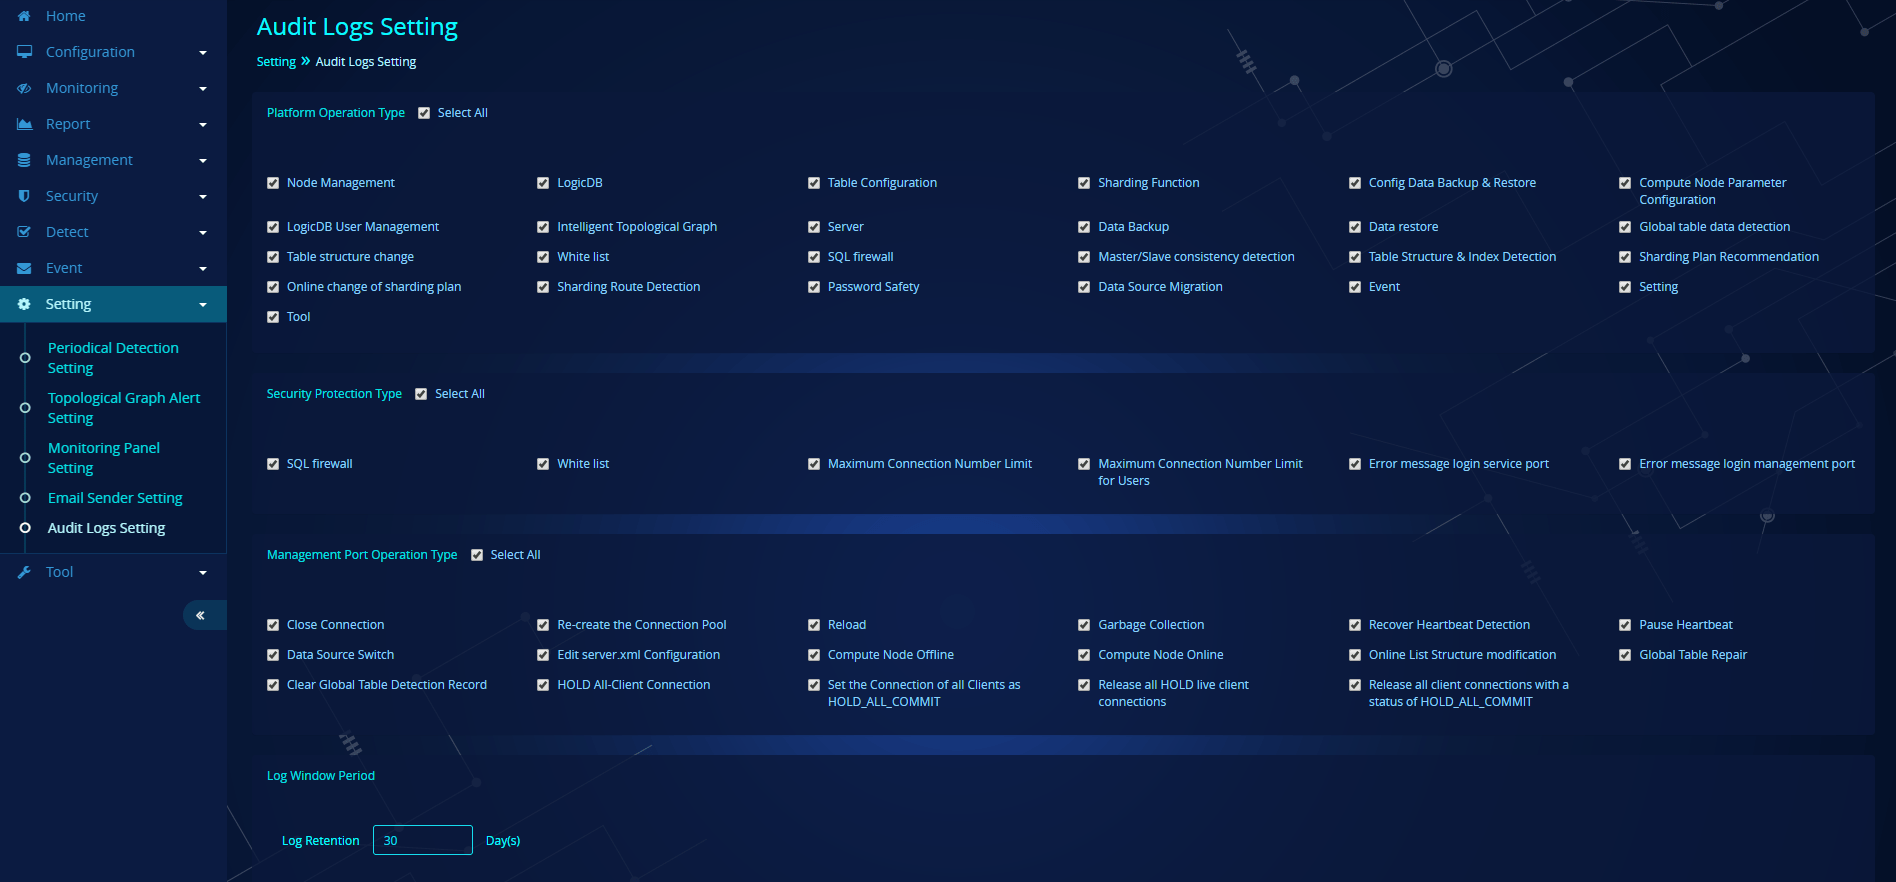 Home
Configuration
Monitoring
Report
Management
Security
Detect
Event
Setting
Periodical Detection
Setting
Topological Graph Alert
Setting
Monitoring Panel
Setting
Email Sender Setting
Audit Logs Setting
Tool
Audit Logs Setting
Setting » Audit Logs Setting
Platform Operation Type Select All
Node Management LogicDB Table Configuration Sharding Function Config Data Backup & Restore Compute Node Parameter
Configuration
LogicDB User Management Intelligent Topological Graph Server Data Backup Data restore Global table data detection
Table structure change White list SQL firewall Master/Slave consistency detection Table Structure & Index Detection Sharding Plan Recommendation
Online change of sharding plan Sharding Route Detection Password Safety Data Source Migration Event Setting
Tool
Security Protection Type Select All
SQL firewall White list Maximum Connection Number Limit Maximum Connection Number Limit Error message login service port Error message login management port
for Users
Management Port Operation Type Select All
Close Connection Re-create the Connection Pool Reload Garbage Collection Recover Heartbeat Detection Pause Heartbeat
Data Source Switch Edit server.xml Configuration Compute Node Offline Compute Node Online Online List Structure modification Global Table Repair
Clear Global Table Detection Record HOLD All-Client Connection Set the Connection of all Clients as Release all HOLD live client Release all client connections with a
HOLD_ALL_COMMIT connections status of HOLD_ALL_COMMIT
Log Window Period
Log Retention 30 Day(s)